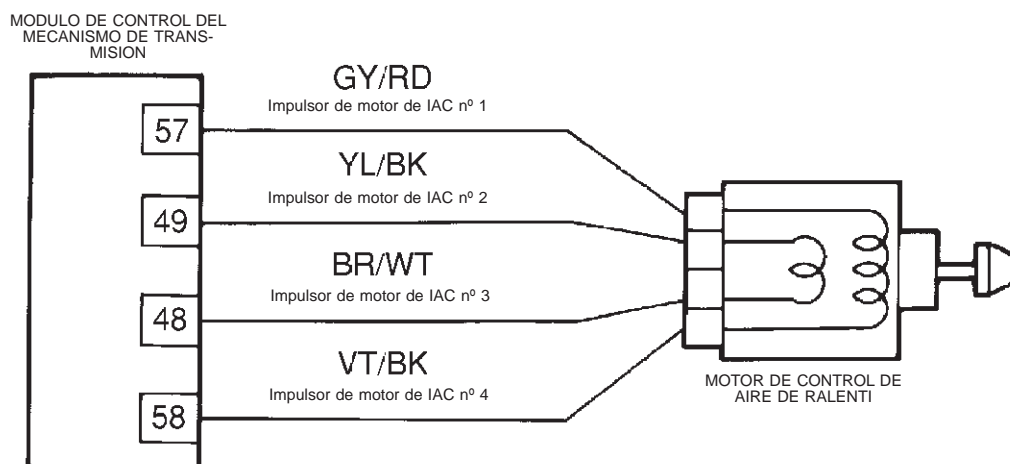 MODULO DE CONTROL DEL
MECANISMO DE TRANS-
MISION
57
GY/RD
Impulsor de motor de IAC nº 1
49
YL/BK
Impulsor de motor de IAC nº 2
48
BR/WT
Impulsor de motor de IAC nº 3
58
VT/BK
Impulsor de motor de IAC nº 4
MOTOR DE CONTROL DE
AIRE DE RALENTI